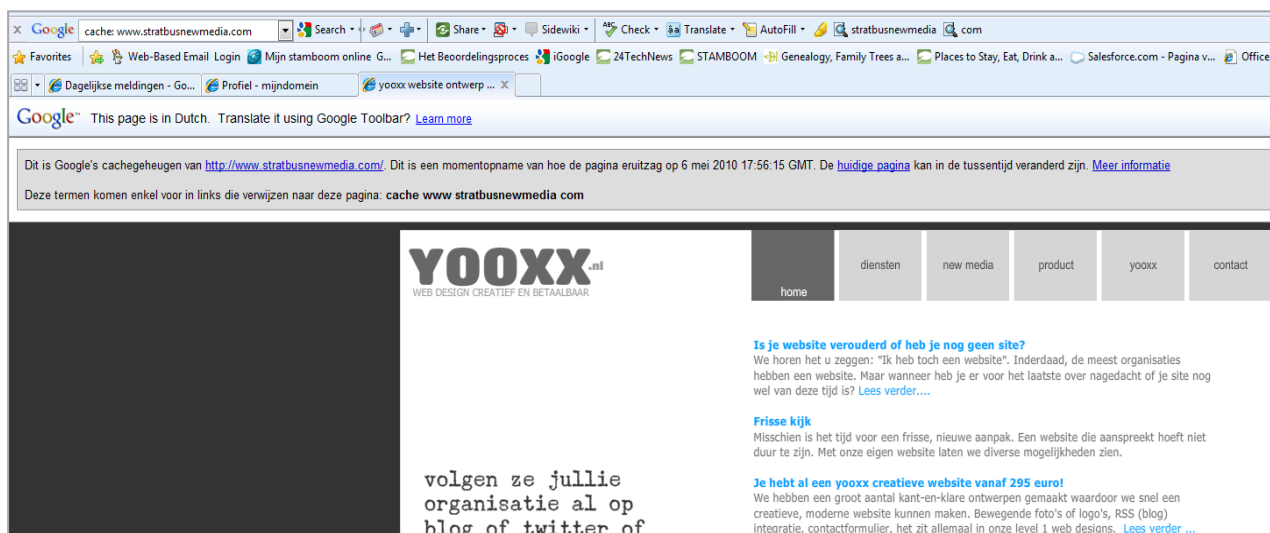 x Google cache: www.stratbusnewmedia.com Search Share Sidewiki Check Translate AutoFill stratbusnewmedia com
Favorites Web-Based Email Login Mijn stamboom online G... Het Beoordelingsproces iGoogle 24TechNews STAMBOOM Genealogy, Family Trees a... Places to Stay, Eat, Drink a... Salesforce.com - Pagina v... Office
Dagelijkse meldingen - Go... Profiel - mijndomein yooxx website ontwerp ... X
Google™ This page is in Dutch. Translate it using Google Toolbar? Learn more
Dit is Google's cachegeheugen van http://www.stratbusnewmedia.com/. Dit is een momentopname van hoe de pagina eruitzag op 6 mei 2010 17:56:15 GMT. De huidige pagina kan in de tussentijd veranderd zijn. Meer informatie
Deze termen komen enkel voor in links die verwijzen naar deze pagina: cache www stratbusnewmedia com
YOOXX.nl
WEB DESIGN CREATIEF EN BETAALBAAR
home diensten new media product yooxx contact
Is je website verouderd of heb je nog geen site?
We horen het u zeggen: "Ik heb toch een website". Inderdaad, de meest organisaties
hebben een website. Maar wanneer heb je er voor het laatste over nagedacht of je site nog
wel van deze tijd is? Lees verder....
Frisse kijk
Misschien is het tijd voor een frisse, nieuwe aanpak. Een website die aanspreekt hoeft niet
duur te zijn. Met onze eigen website laten we diverse mogelijkheden zien.
Je hebt al een yooxx creatieve website vanaf 295 euro!
We hebben een groot aantal kant-en-klare ontwerpen gemaakt waardoor we snel een
creatieve, moderne website kunnen maken. Bewegende foto's of logo's, RSS (blog)
integratie, contactformulier, het zit allemaal in onze level 1 web designs. Lees verder ...
volgen ze jullie
organisatie al op
blog of twitter of